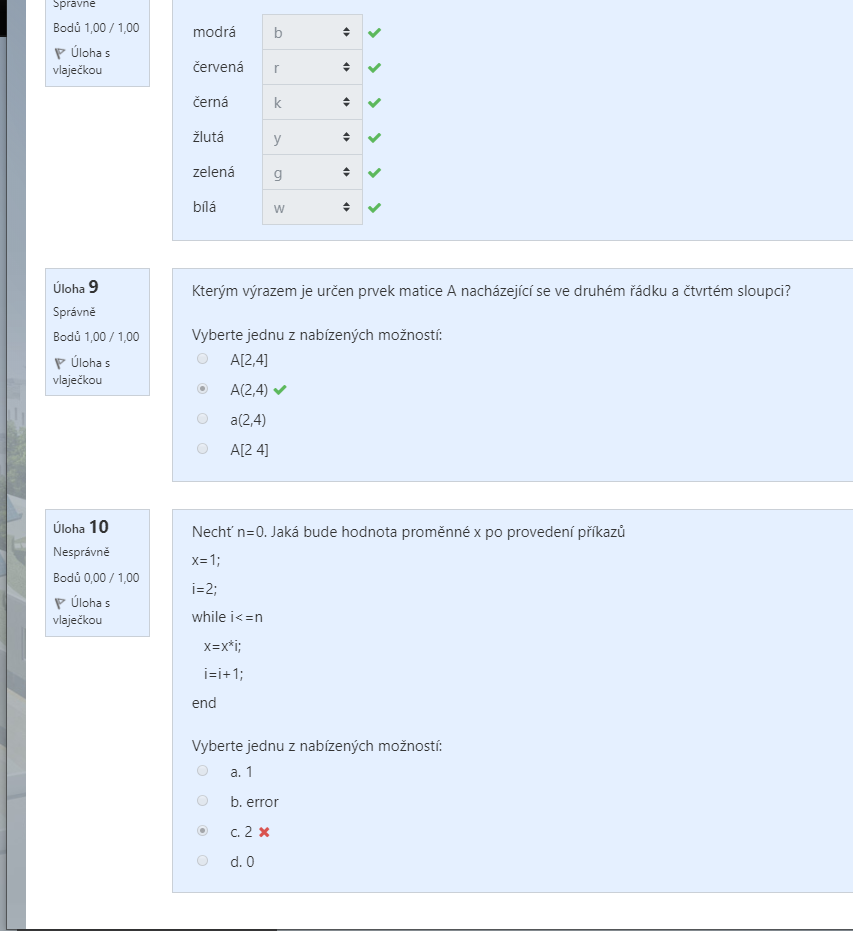 Správně
Bodů 1,00 / 1,00
Úloha s
vlaječkou
modrá b
červená r
černá k
žlutá y
zelená g
bílá w
Úloha 9
Správně
Bodů 1,00 / 1,00
Úloha s
vlaječkou
Kterým výrazem je určen prvek matice A nacházející se ve druhém řádku a čtvrtém sloupci?
Vyberte jednu z nabízených možností:
A[2,4]
A(2,4)
a(2,4)
A[2 4]
Úloha 10
Nesprávně
Bodů 0,00 / 1,00
Úloha s
vlaječkou
Nechť n=0. Jaká bude hodnota proměnné x po provedení příkazů
x=1;
i=2;
while i<=n
x=x*i;
i=i+1;
end
Vyberte jednu z nabízených možností:
a. 1
b. error
c. 2
d. 0